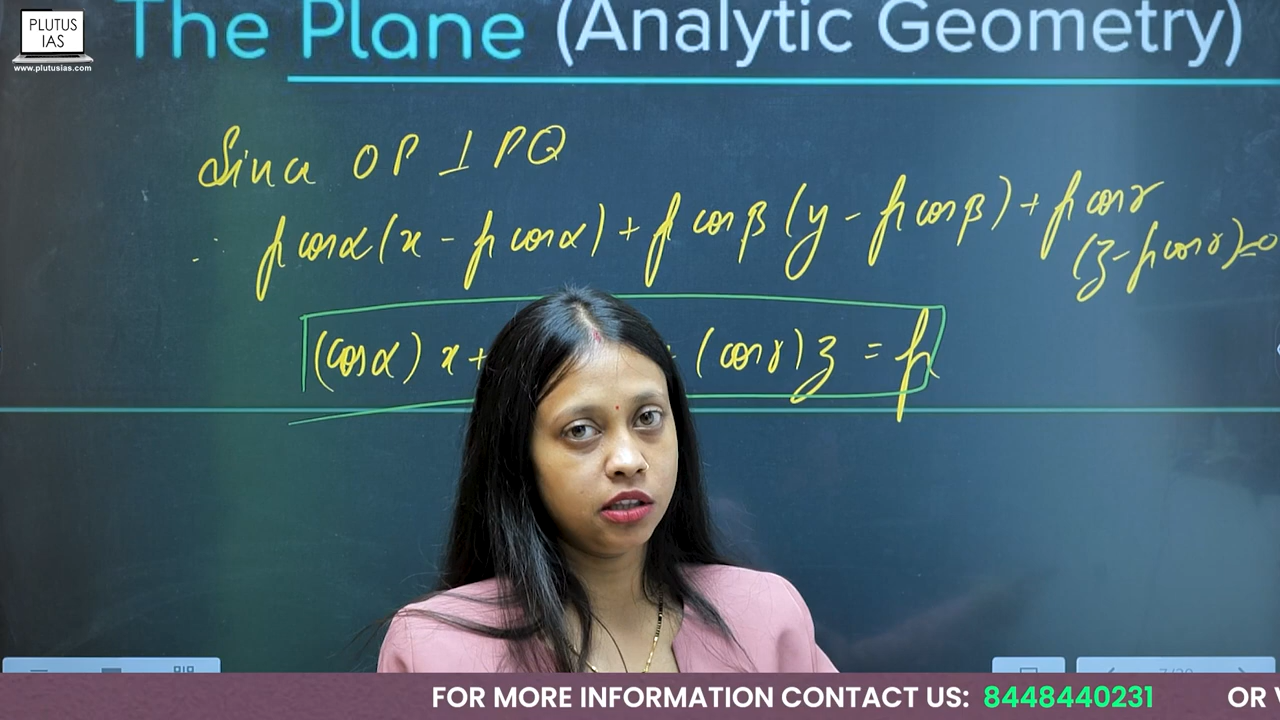 PLUTUS
IAS
www.plutusias.com
The Plane (Analytic Geometry)
Since OP ⊥ PQ
∴ p cosα (x - p cosα) + p cosβ (y - p cosβ) + p cosγ
(z - p cosγ) = 0
(cosα) x + (cosγ) z = p
FOR MORE INFORMATION CONTACT US: 8448440231 OR